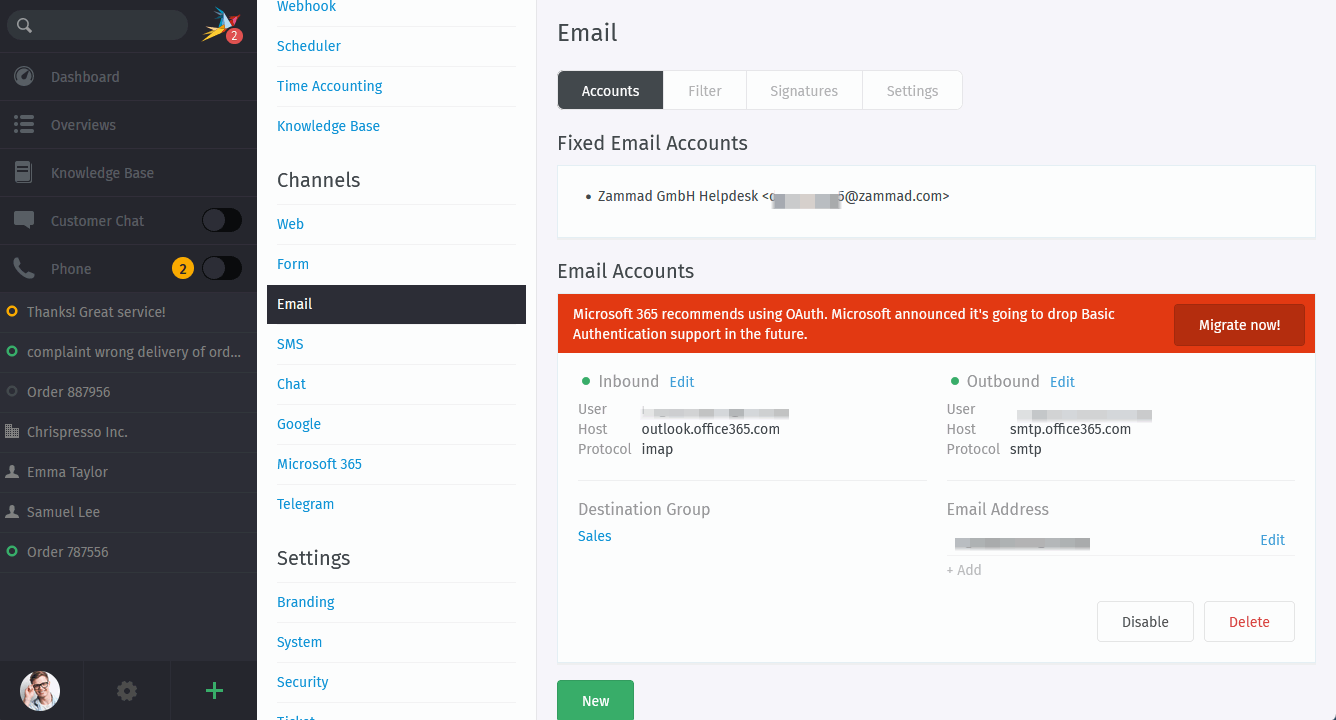 2
Dashboard
Overviews
Knowledge Base
Customer Chat
Phone 2
Thanks! Great service!
complaint wrong delivery of ord...
Order 887956
Chrispresso Inc.
Emma Taylor
Samuel Lee
Order 787556
Webhook
Scheduler
Time Accounting
Knowledge Base
Channels
Web
Form
Email
SMS
Chat
Google
Microsoft 365
Telegram
Settings
Branding
System
Security
Ticket
Email
Accounts Filter Signatures Settings
Fixed Email Accounts
• Zammad GmbH Helpdesk < 5@zammad.com>
Email Accounts
Microsoft 365 recommends using OAuth. Microsoft announced it's going to drop Basic
Authentication support in the future.
Migrate now!
Inbound Edit
User
Host outlook.office365.com
Protocol imap
Outbound Edit
User
Host smtp.office365.com
Protocol smtp
Destination Group
Sales
Email Address
Edit
+ Add
Disable Delete
New